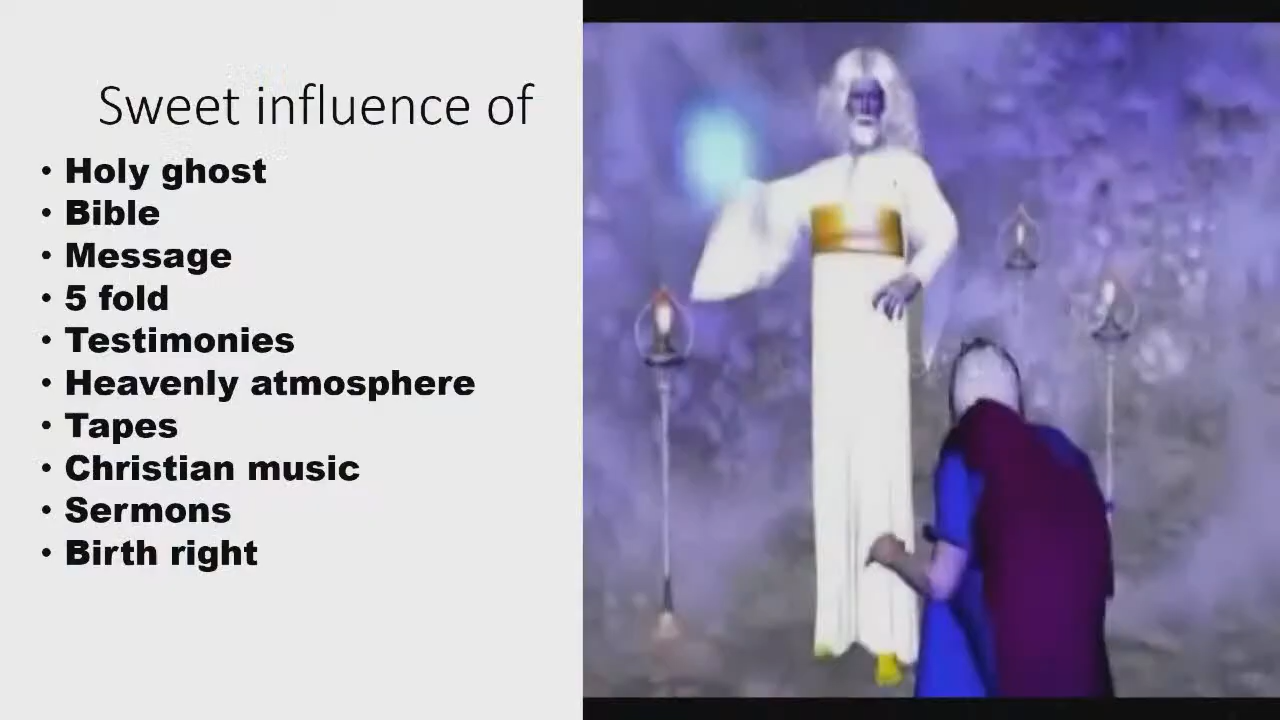 Sweet influence of
• Holy ghost
• Bible
• Message
• 5 fold
• Testimonies
• Heavenly atmosphere
• Tapes
• Christian music
• Sermons
• Birth right